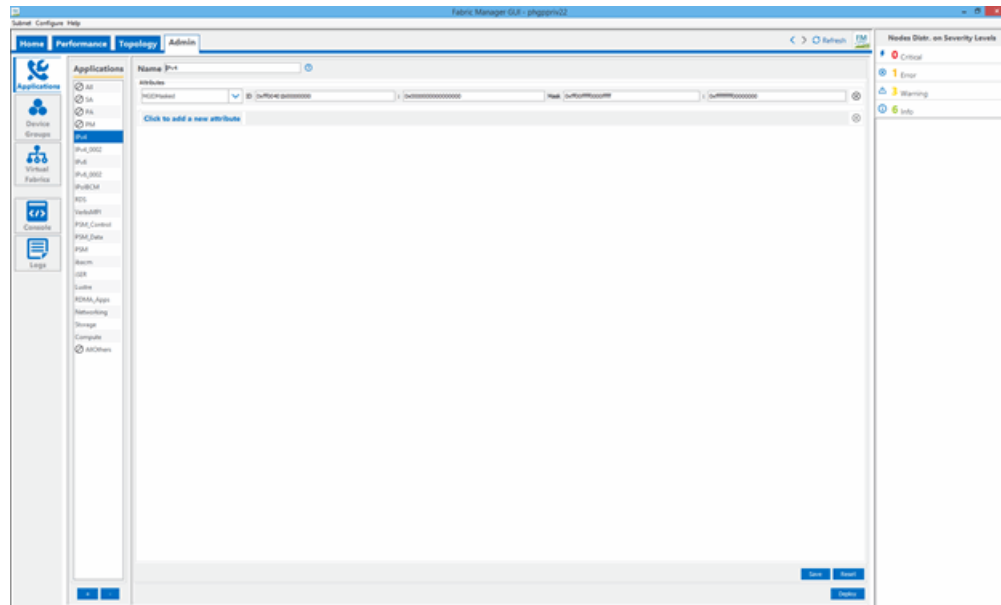 Fabric Manager GUI - phgppriv22
Subnet Configure Help
Home Performance Topology Admin
Refresh
FM
Nodes Distr. on Severity Levels
0 Critical
1 Error
3 Warning
6 Info
Applications
Device Groups
Virtual Fabrics
Console
Logs
Applications
All
SA
PA
PM
IPv4
IPv4_0002
IPv6
IPv6_0002
RDS
VerbsMPI
PSM_Control
PSM_Data
PSM
ibacm
iSER
Lustre
RDMA_Apps
Networking
Storage
Compute
AllOthers
+ -
Name IPv4
Attributes
MGIDMasked ID : Mask :
Click to add a new attribute
Save Reset
Deploy